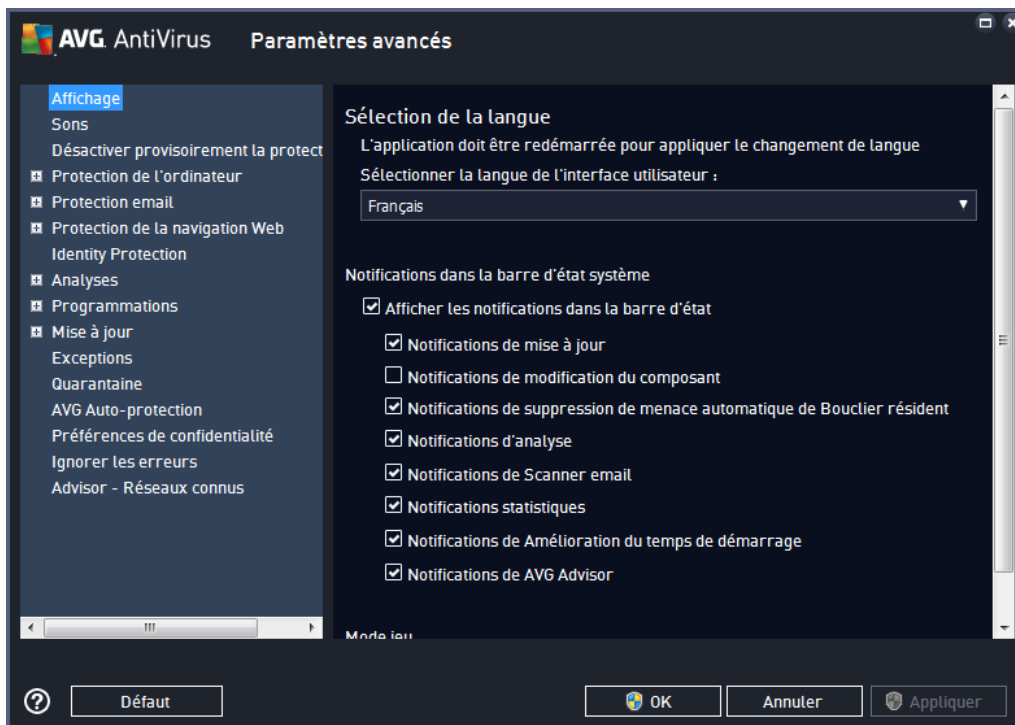 AVG. AntiVirus Paramètres avancés
Affichage
Sons
Désactiver provisoirement la protect
Protection de l'ordinateur
Protection email
Protection de la navigation Web
Identity Protection
Analyses
Programmations
Mise à jour
Exceptions
Quarantaine
AVG Auto-protection
Préférences de confidentialité
Ignorer les erreurs
Advisor - Réseaux connus
Sélection de la langue
L'application doit être redémarrée pour appliquer le changement de langue
Sélectionner la langue de l'interface utilisateur :
Français
Notifications dans la barre d'état système
Afficher les notifications dans la barre d'état
Notifications de mise à jour
Notifications de modification du composant
Notifications de suppression de menace automatique de Bouclier résident
Notifications d'analyse
Notifications de Scanner email
Notifications statistiques
Notifications de Amélioration du temps de démarrage
Notifications de AVG Advisor
Mode jeu
? Défaut OK Annuler Appliquer